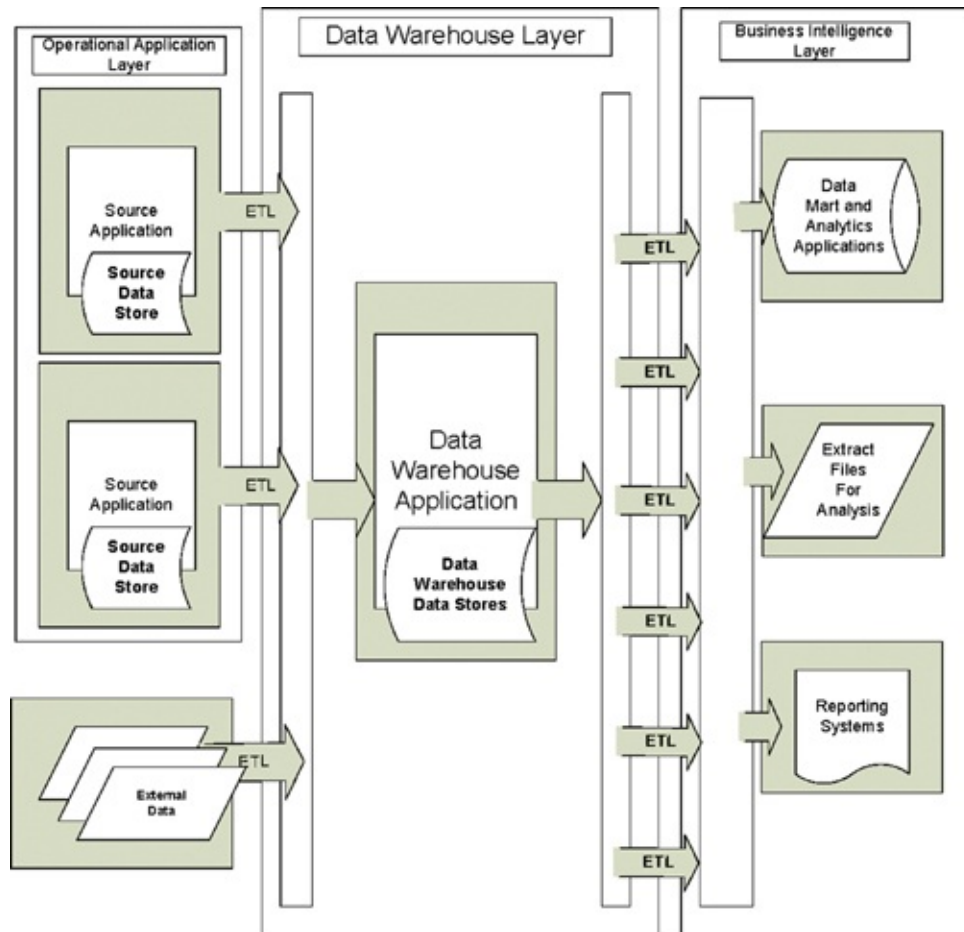 Operational Application
Layer
Data Warehouse Layer
Business Intelligence
Layer
Source
Application
Source
Data
Store
ETL
Source
Application
Source
Data
Store
ETL
External
Data
ETL
Data
Warehouse
Application
Data
Warehouse
Data Stores
ETL
ETL
ETL
ETL
ETL
ETL
Data
Mart and
Analytics
Applications
Extract
Files
For
Analysis
Reporting
Systems